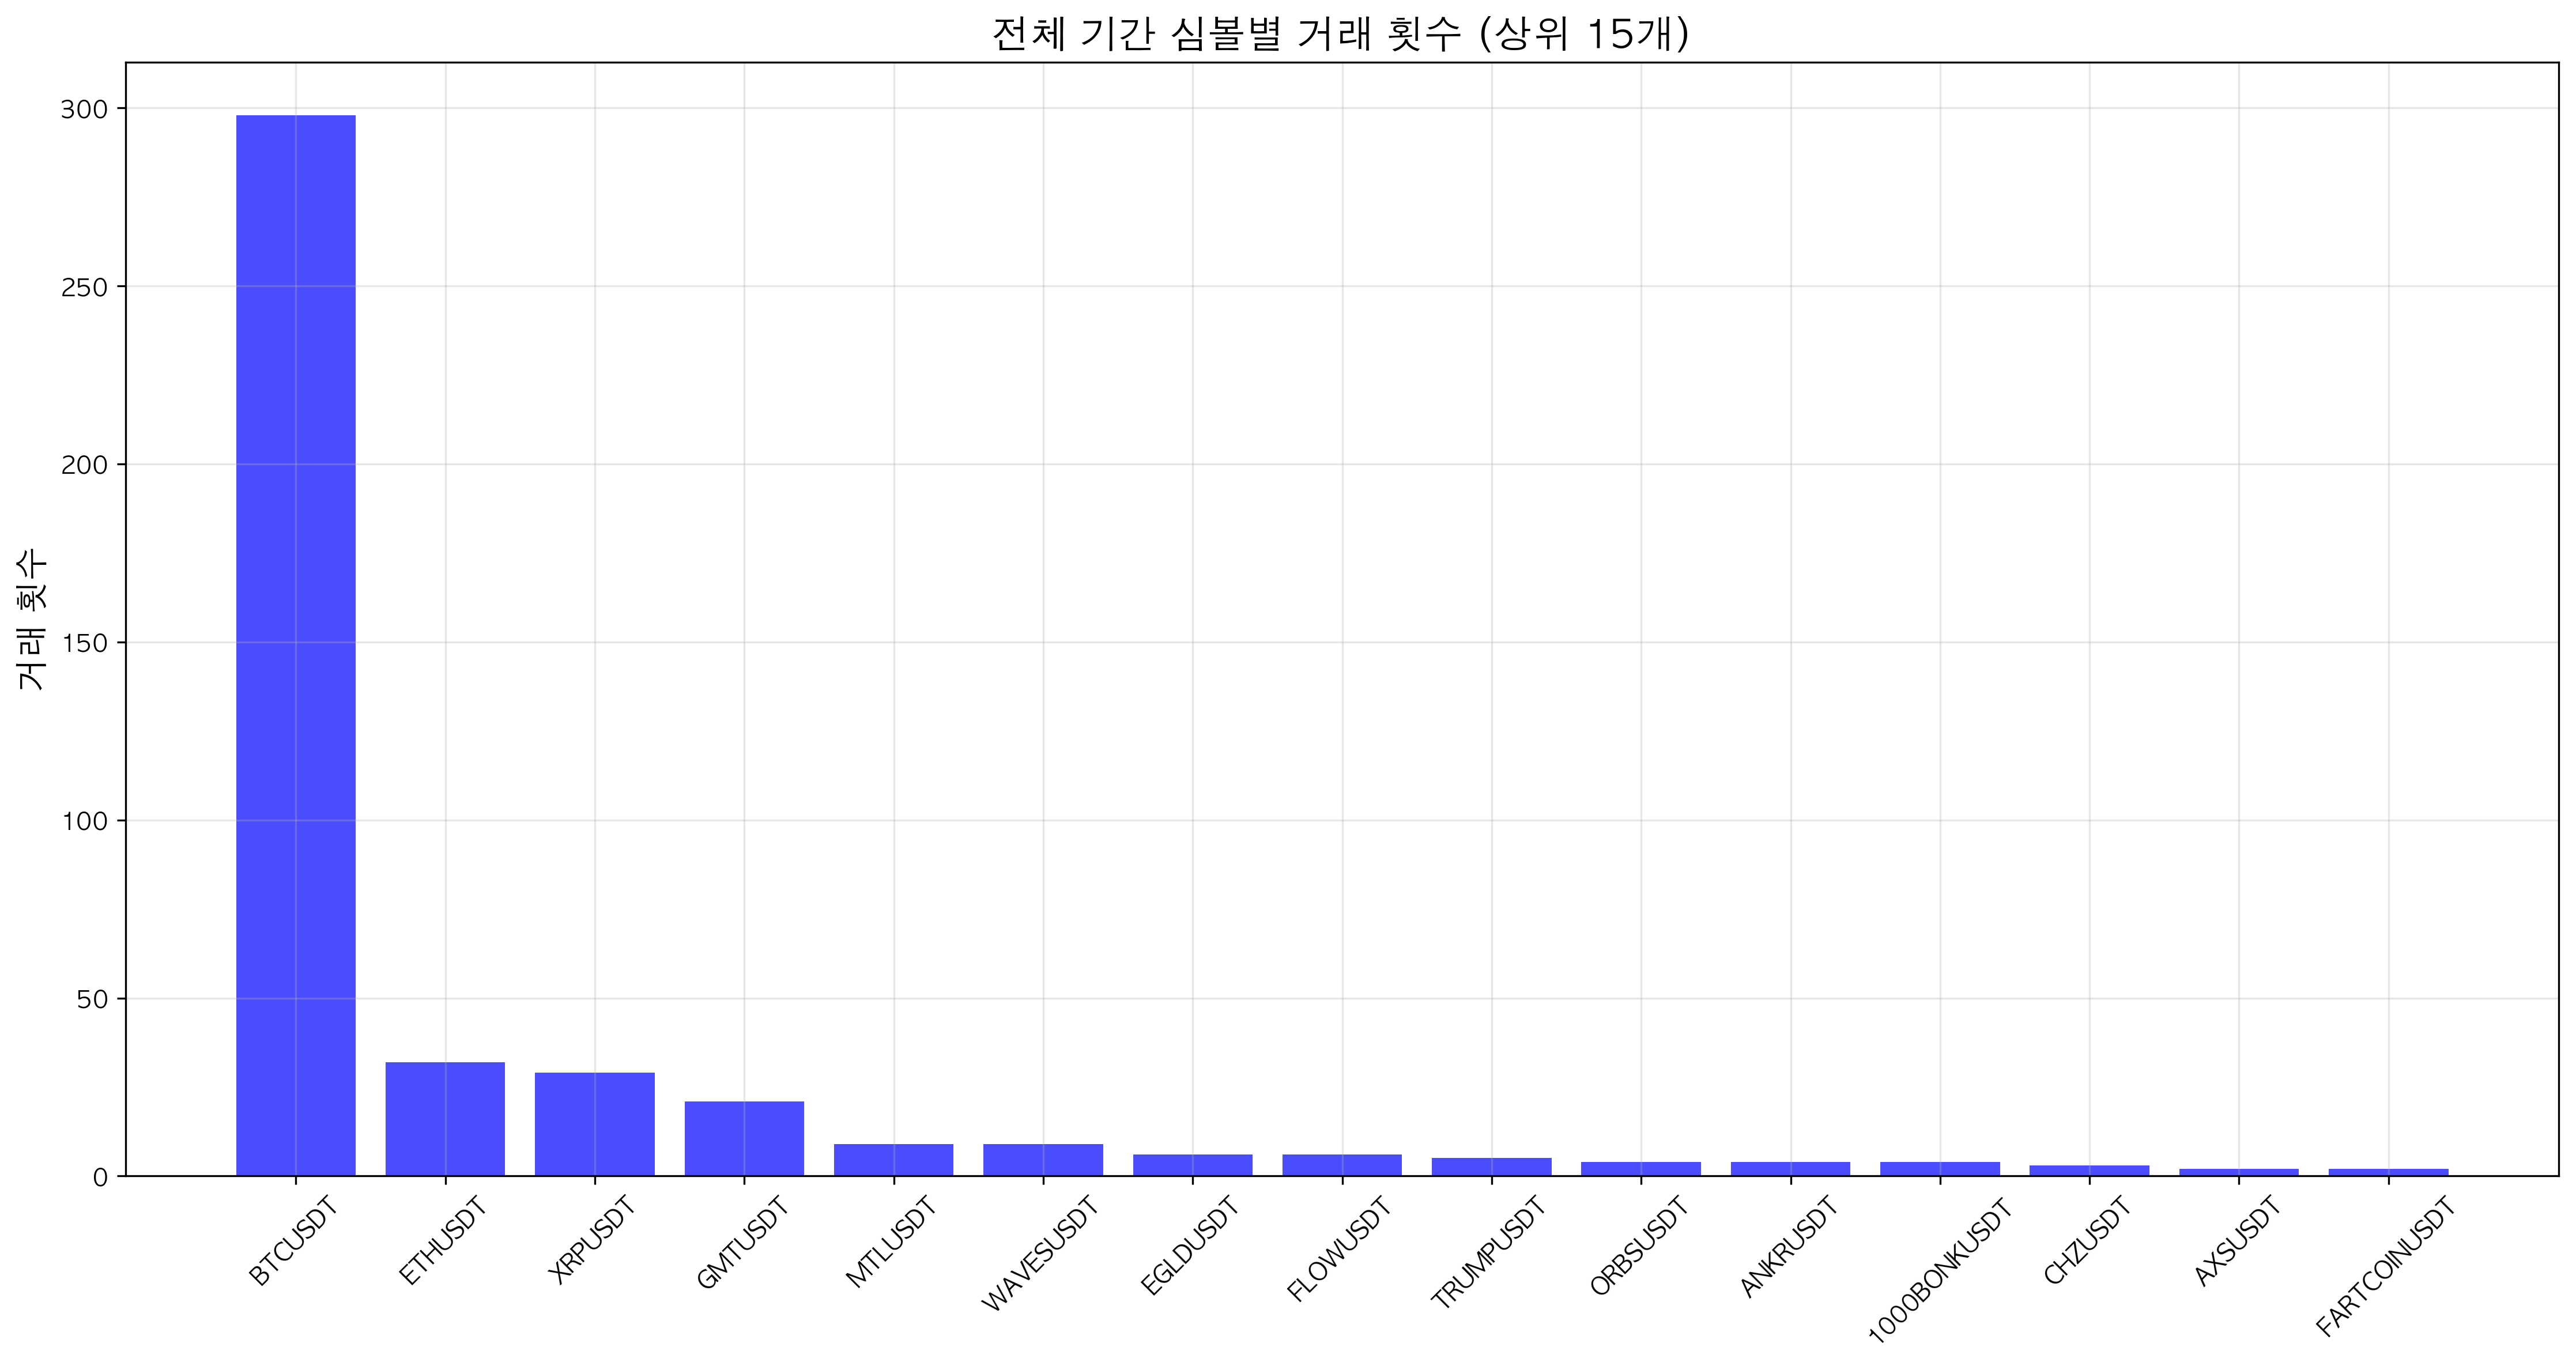 전체 기간 심볼별 거래 횟수 (상위 15개)
거래 횟수
300
250
200
150
100
50
0
BTCUSDT
ETHUSDT
XRPUSDT
GMTUSDT
MTLUSDT
WAVESUSDT
EGLDUSDT
FLOWUSDT
TRUMPUSDT
ORBSUSDT
ANKRUSDT
1000BONKUSDT
CHZUSDT
AXSUSDT
FARTCOINUSDT